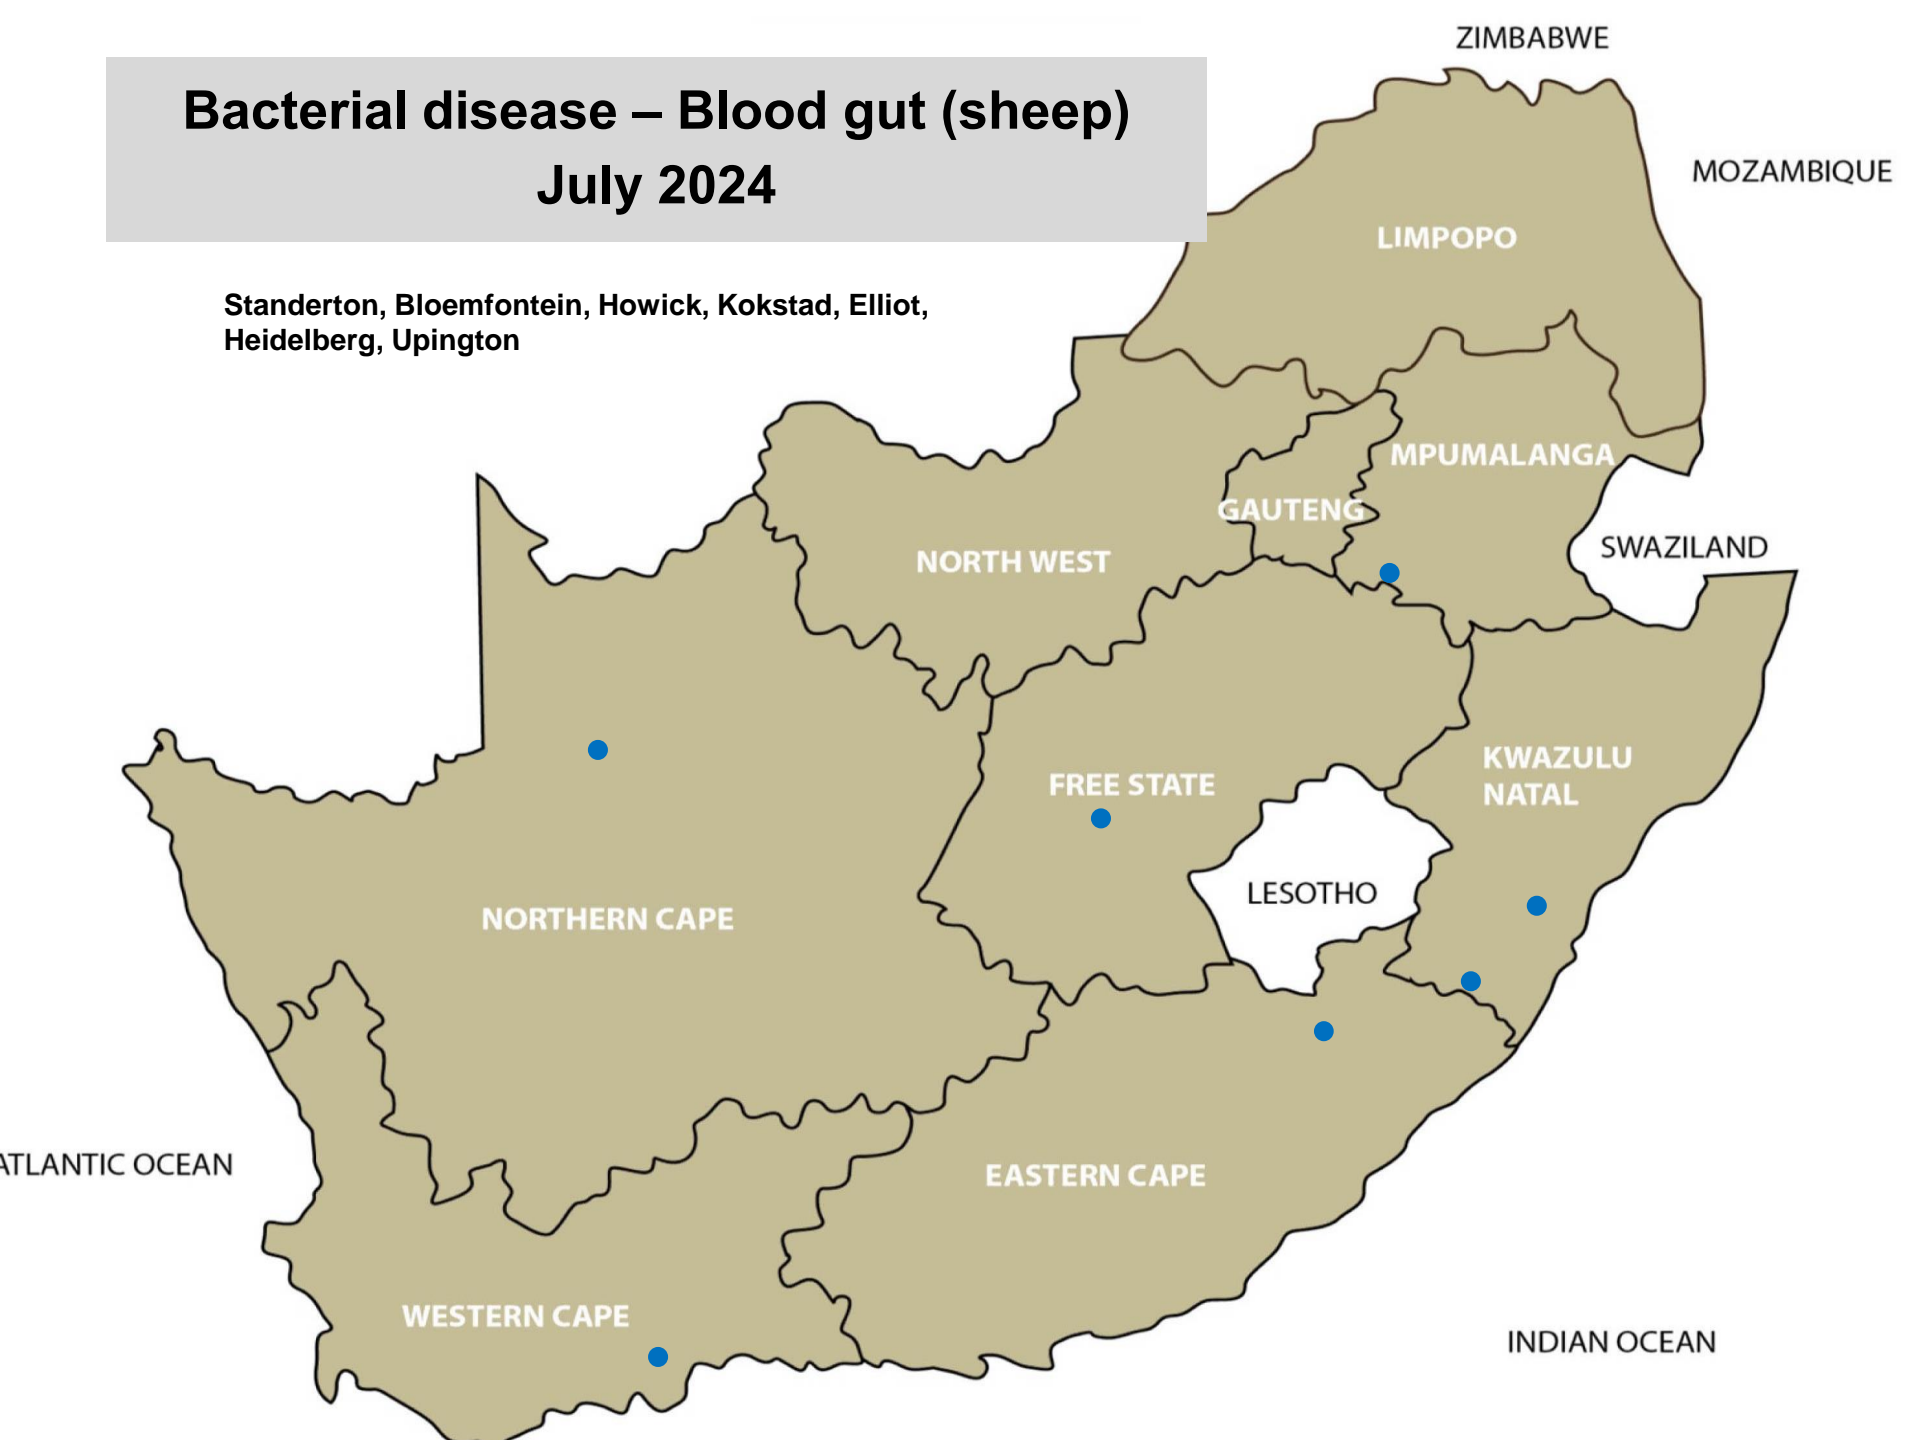 ZIMBABWE
Bacterial disease – Blood gut (sheep)
July 2024
MOZAMBIQUE
LIMPOPO
Standerton, Bloemfontein, Howick, Kokstad, Elliot,
Heidelberg, Upington
MPUMALANGA
GAUTENG
SWAZILAND
NORTH WEST
KWAZULU
NATAL
FREE STATE
LESOTHO
NORTHERN CAPE
ATLANTIC OCEAN
EASTERN CAPE
WESTERN CAPE
INDIAN OCEAN